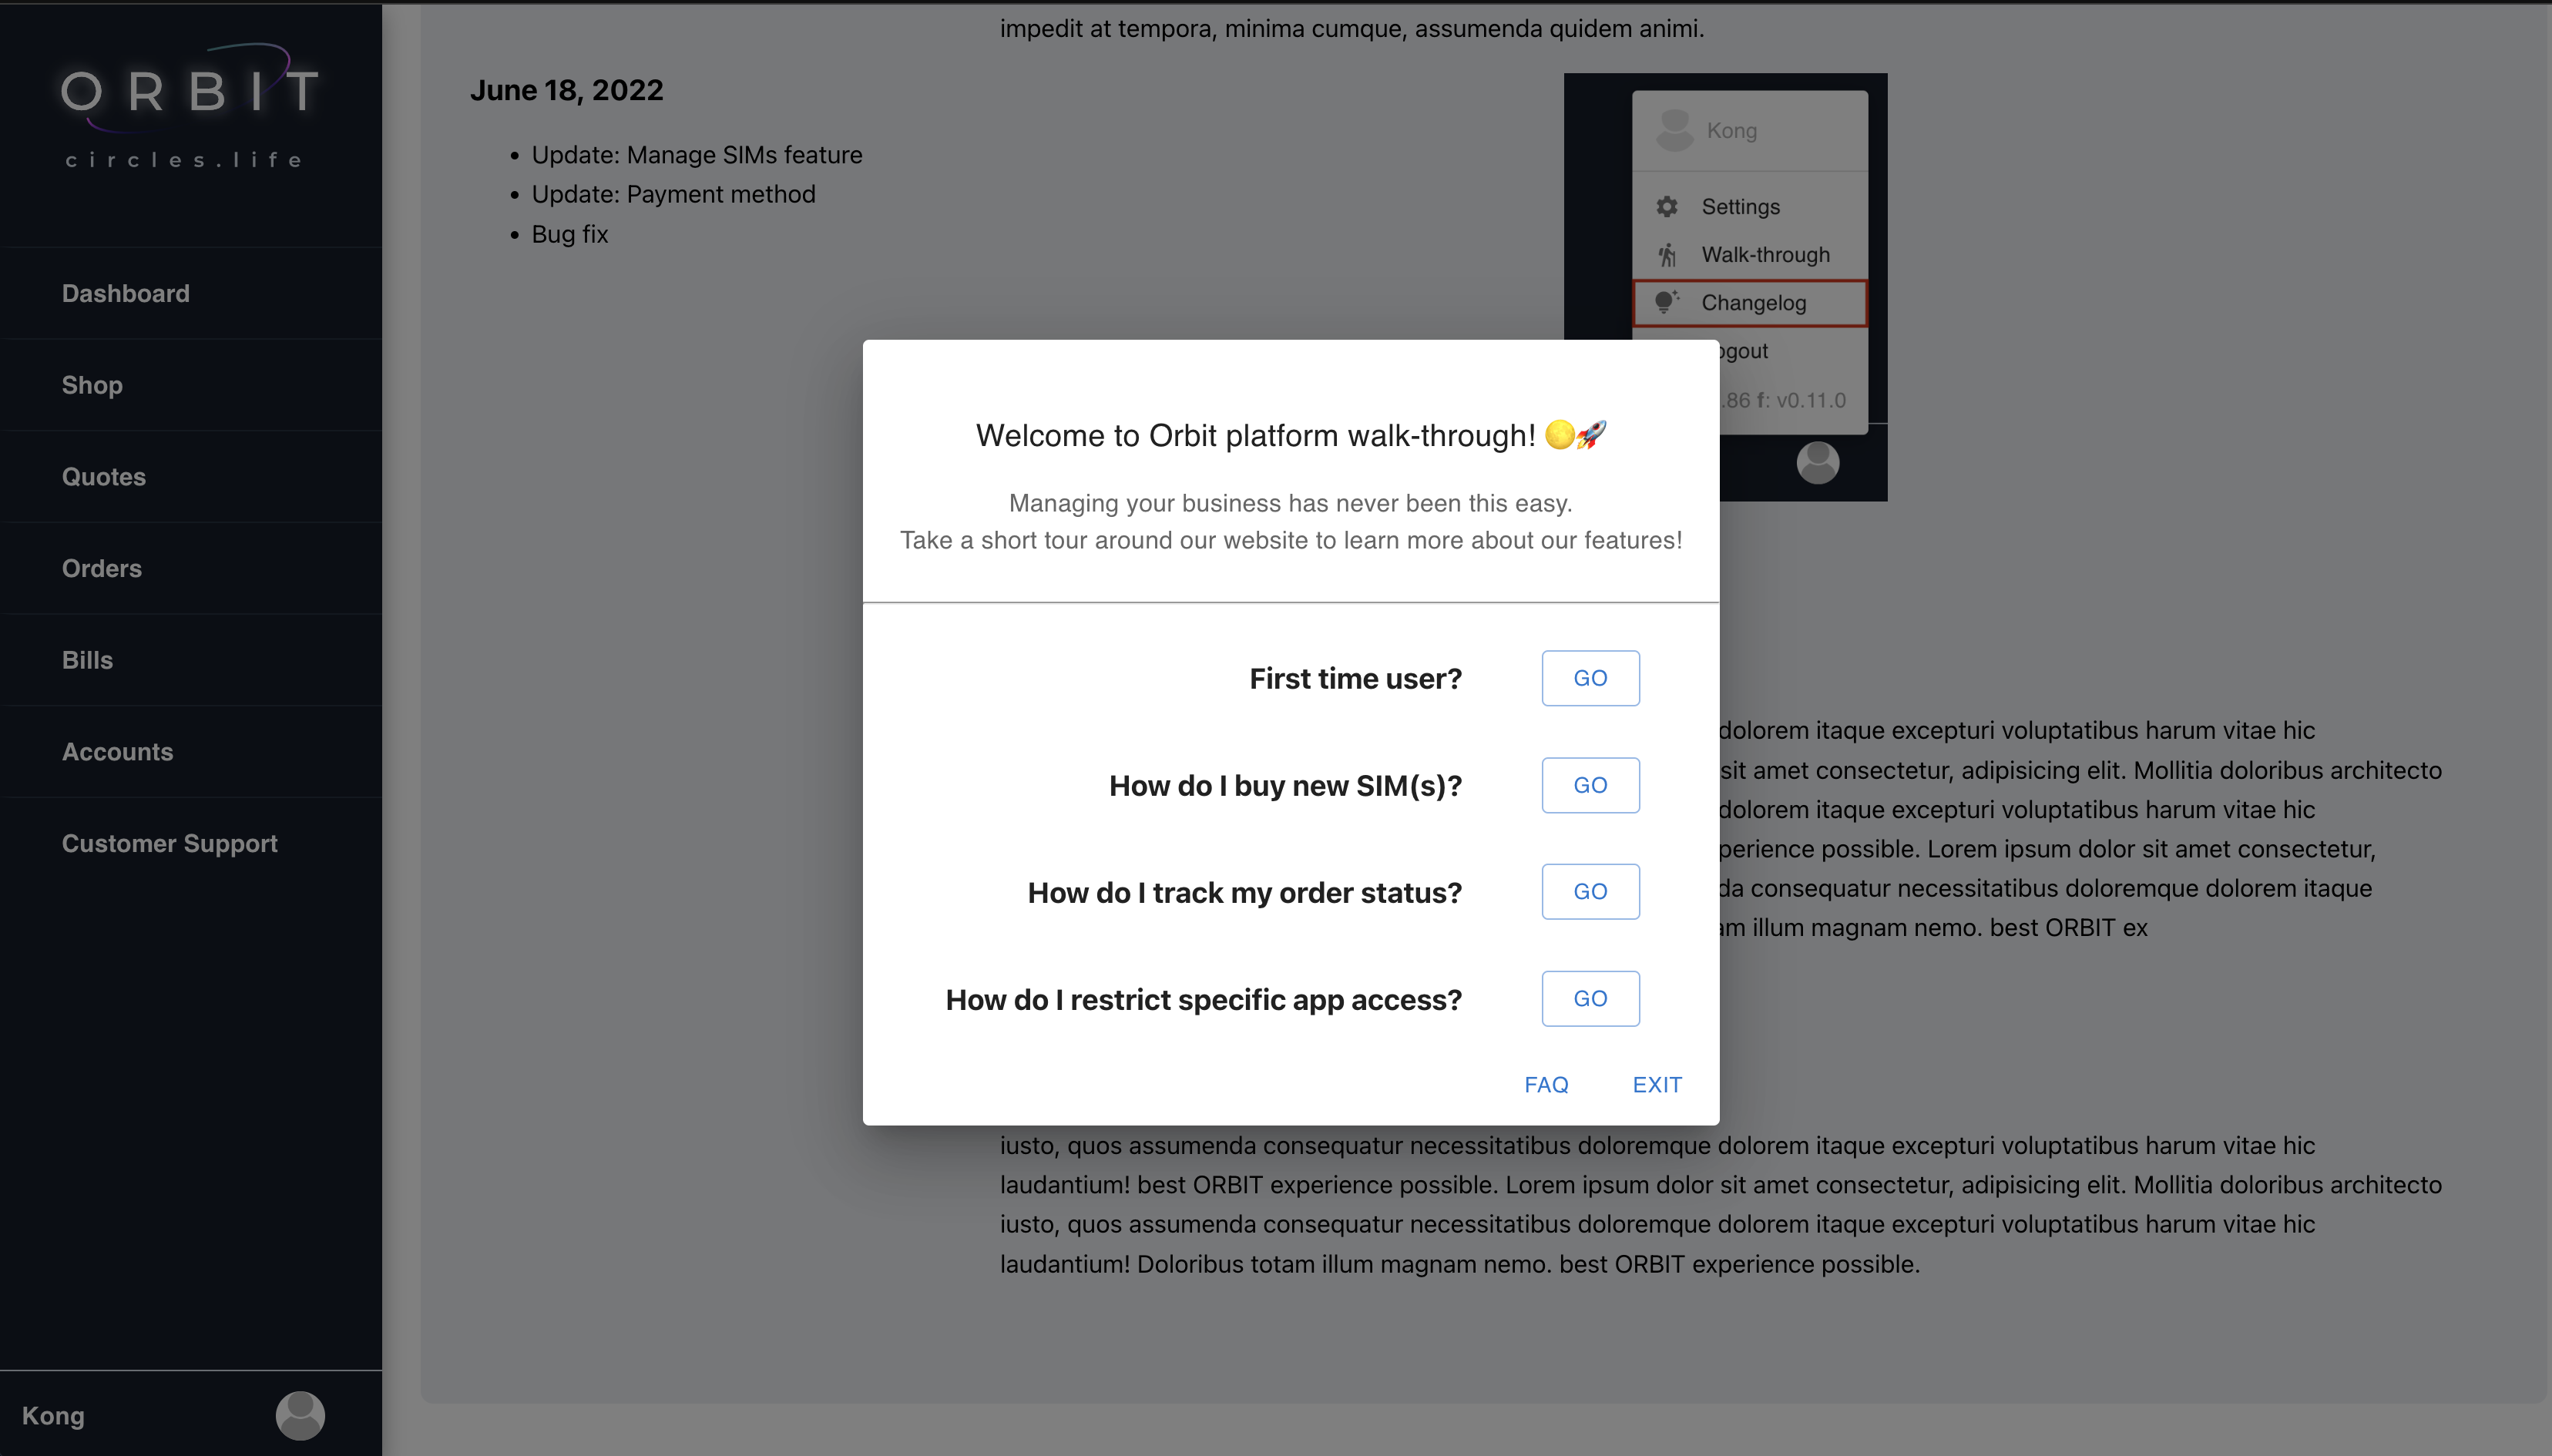 ORBIT
circles.life
Dashboard
Shop
Quotes
Orders
Bills
Accounts
Customer Support
Kong
impedit at tempora, minima cumque, assumenda quidem animi.
June 18, 2022
• Update: Manage SIMs feature
• Update: Payment method
• Bug fix
Kong
Settings
Walk-through
Changelog
ogout
.86 f: v0.11.0
Welcome to Orbit platform walk-through! 🌕🚀
Managing your business has never been this easy.
Take a short tour around our website to learn more about our features!
First time user? GO
How do I buy new SIM(s)? GO
How do I track my order status? GO
How do I restrict specific app access? GO
FAQ EXIT
dolorem itaque excepturi voluptatibus harum vitae hic
sit amet consectetur, adipisicing elit. Mollitia doloribus architecto
dolorem itaque excepturi voluptatibus harum vitae hic
perience possible. Lorem ipsum dolor sit amet consectetur,
da consequatur necessitatibus doloremque dolorem itaque
am illum magnam nemo. best ORBIT ex
iusto, quos assumenda consequatur necessitatibus doloremque dolorem itaque excepturi voluptatibus harum vitae hic
laudantium! best ORBIT experience possible. Lorem ipsum dolor sit amet consectetur, adipisicing elit. Mollitia doloribus architecto
iusto, quos assumenda consequatur necessitatibus doloremque dolorem itaque excepturi voluptatibus harum vitae hic
laudantium! Doloribus totam illum magnam nemo. best ORBIT experience possible.